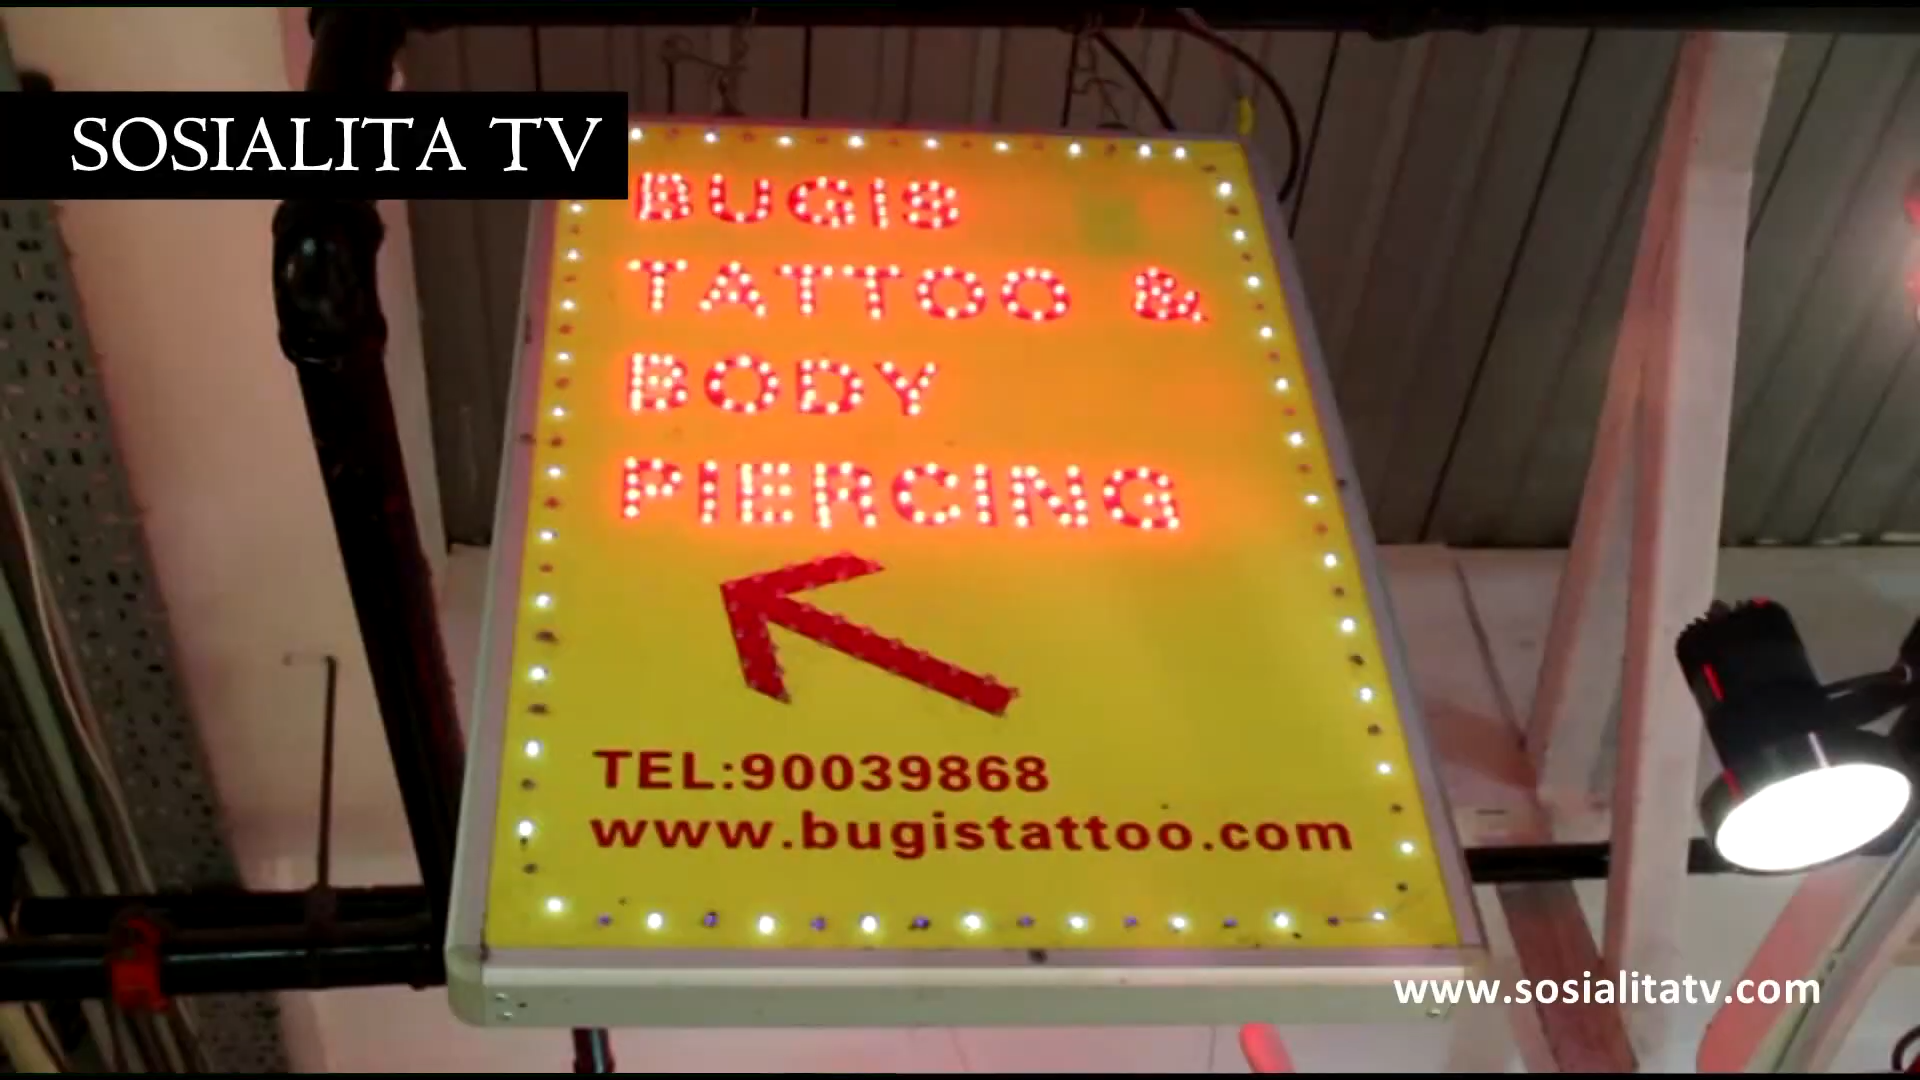 SOSIALITA TV
BUGIS
TATTOO &
BODY
PIERCING
TEL:90039868
www.bugistattoo.com
www.sosialitatv.com